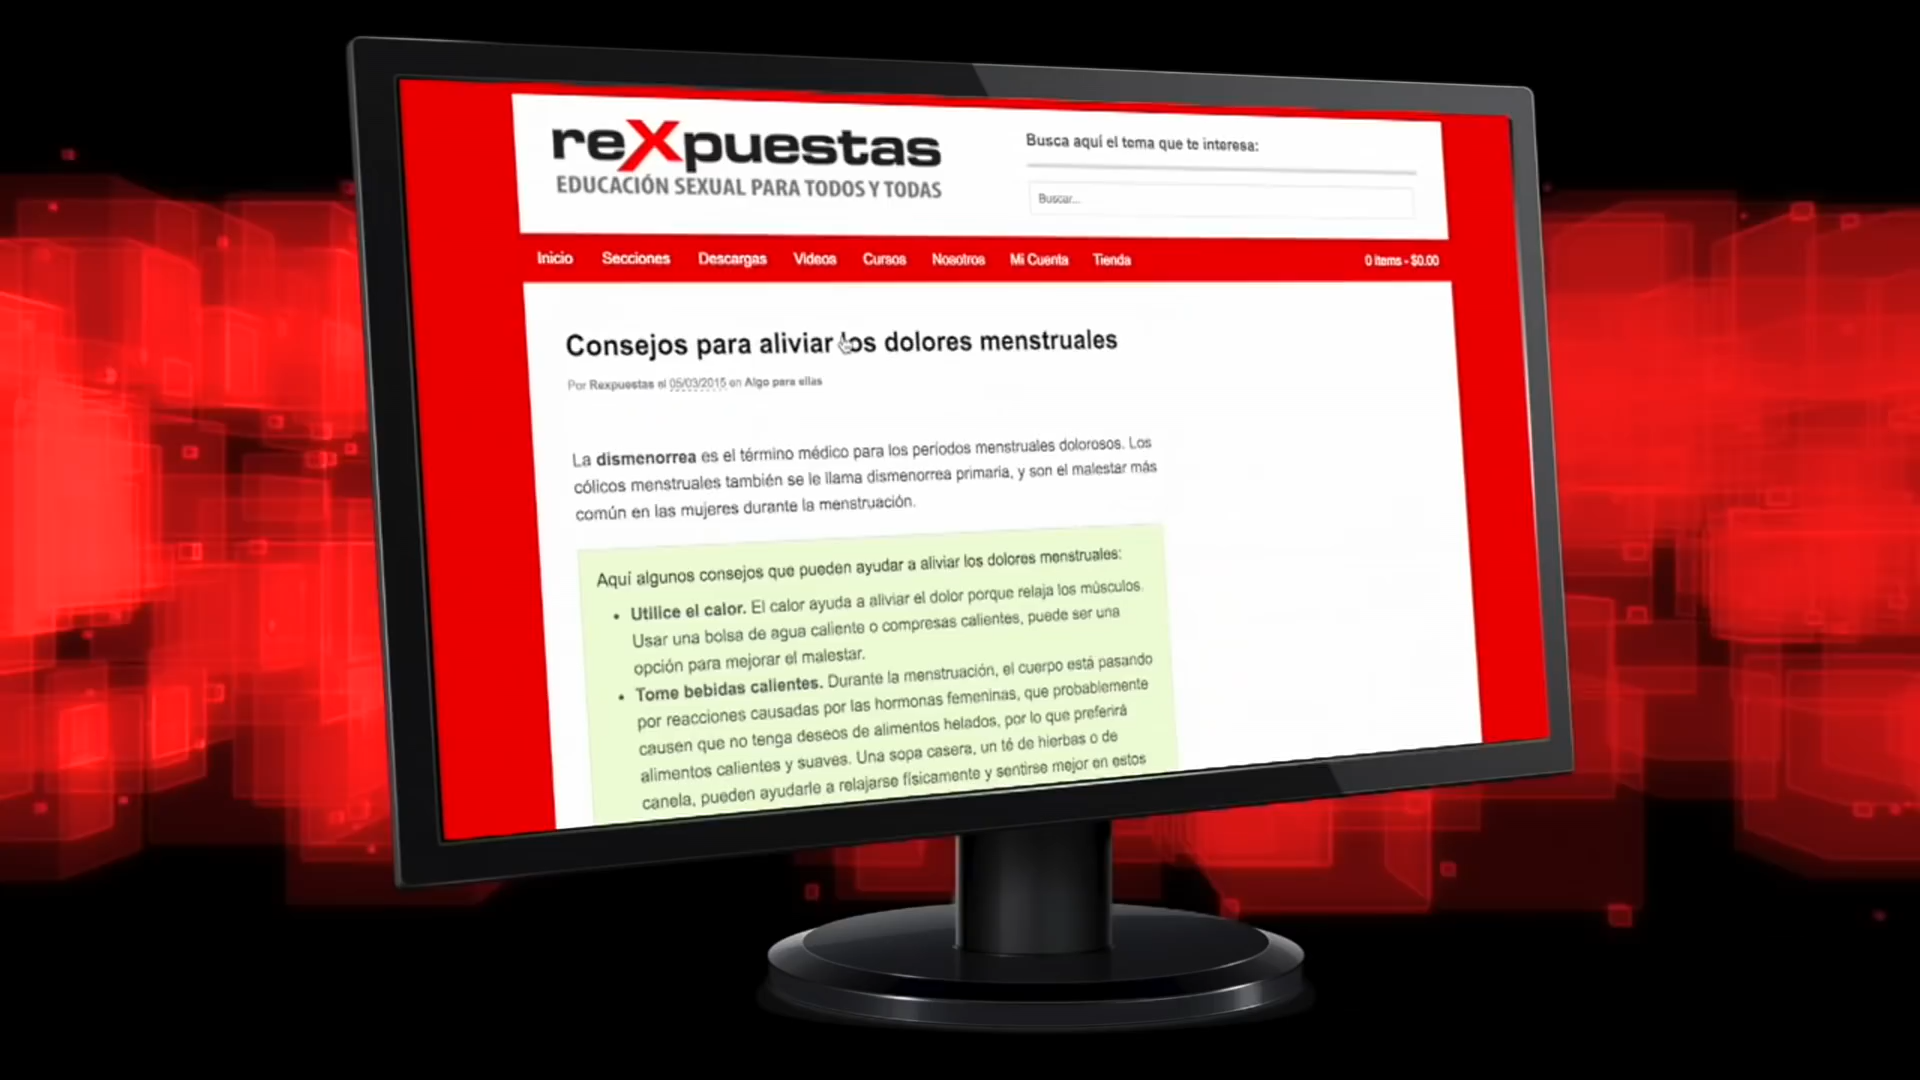 reXpuestas
EDUCACIÓN SEXUAL PARA TODOS Y TODAS
Busca aquí el tema que te interesa:
Buscar...
Inicio Secciones Descargas Videos Cursos Nosotros Mi Cuenta Tienda 0 items - $0.00
Consejos para aliviar los dolores menstruales
Por Rexpuestas el 05/03/2015 en Algo para ellas
La dismenorrea es el término médico para los períodos menstruales dolorosos. Los
cólicos menstruales también se le llama dismenorrea primaria, y son el malestar más
común en las mujeres durante la menstruación.
Aquí algunos consejos que pueden ayudar a aliviar los dolores menstruales:
• Utilice el calor. El calor ayuda a aliviar el dolor porque relaja los músculos.
Usar una bolsa de agua caliente o compresas calientes, puede ser una
opción para mejorar el malestar.
• Tome bebidas calientes. Durante la menstruación, el cuerpo está pasando
por reacciones causadas por las hormonas femeninas, que probablemente
causen que no tenga deseos de alimentos helados, por lo que preferirá
alimentos calientes y suaves. Una sopa casera, un té de hierbas o de
canela, pueden ayudarle a relajarse físicamente y sentirse mejor en estos